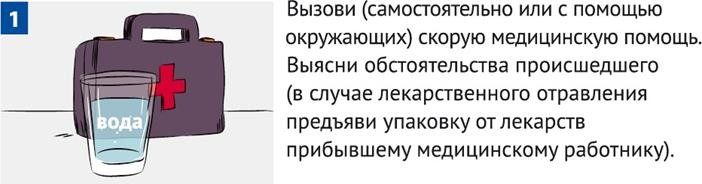 1
вода
Вызови (самостоятельно или с помощью
окружающих) скорую медицинскую помощь.
Выясни обстоятельства происшедшего
(в случае лекарственного отравления
предъяви упаковку от лекарств
прибывшему медицинскому работнику).